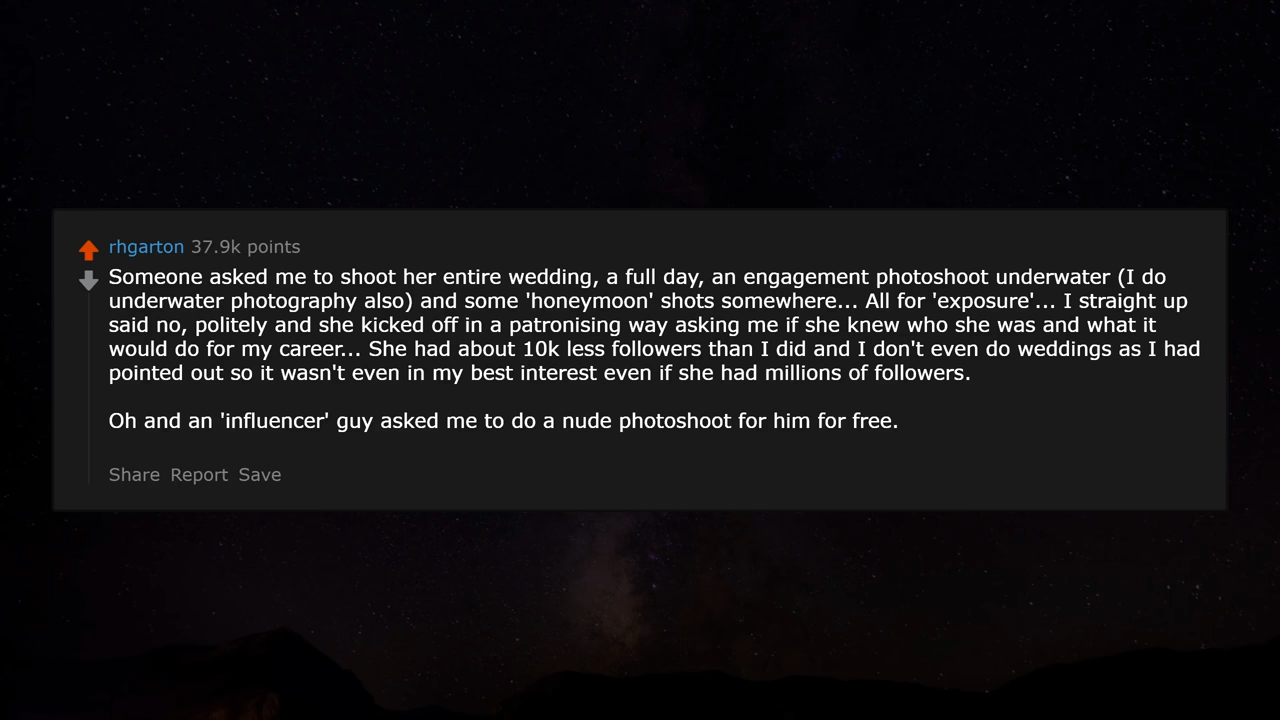 rhgarton 37.9k points
Someone asked me to shoot her entire wedding, a full day, an engagement photoshoot underwater (I do
underwater photography also) and some 'honeymoon' shots somewhere... All for 'exposure'... I straight up
said no, politely and she kicked off in a patronising way asking me if she knew who she was and what it
would do for my career... She had about 10k less followers than I did and I don't even do weddings as I had
pointed out so it wasn't even in my best interest even if she had millions of followers.
Oh and an 'influencer' guy asked me to do a nude photoshoot for him for free.
Share Report Save